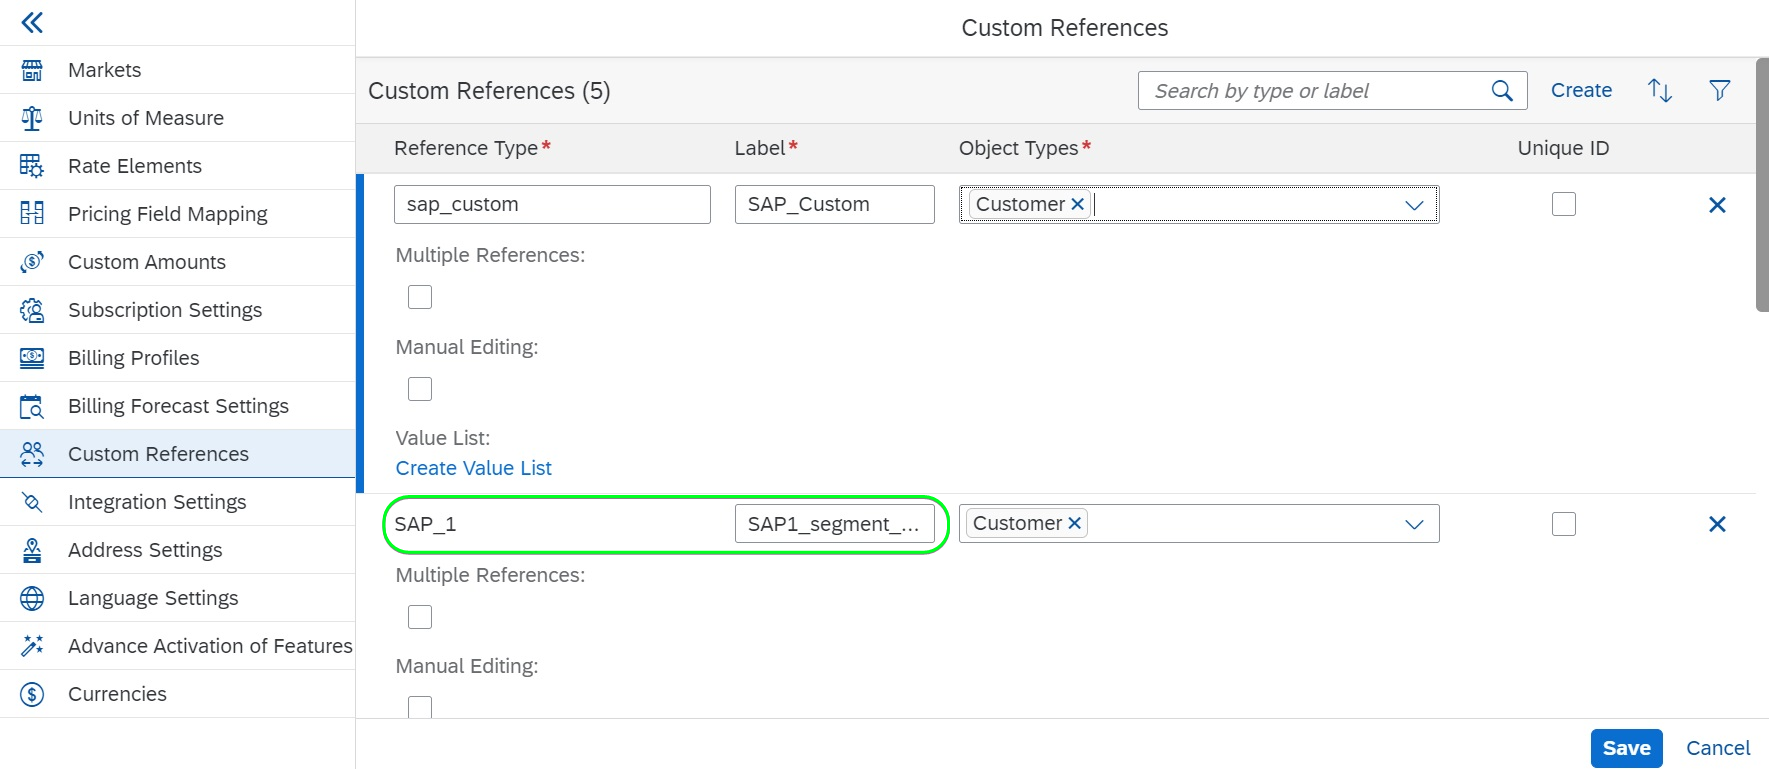 Custom References
Markets
Units of Measure
Rate Elements
Pricing Field Mapping
Custom Amounts
Subscription Settings
Billing Profiles
Billing Forecast Settings
Custom References
Integration Settings
Address Settings
Language Settings
Advance Activation of Features
Currencies
Custom References (5)
Search by type or label
Create
Reference Type* Label* Object Types* Unique ID
sap_custom SAP_Custom Customer
Multiple References:
Manual Editing:
Value List:
Create Value List
SAP_1 SAP1_segment_... Customer
Multiple References:
Manual Editing:
Save Cancel